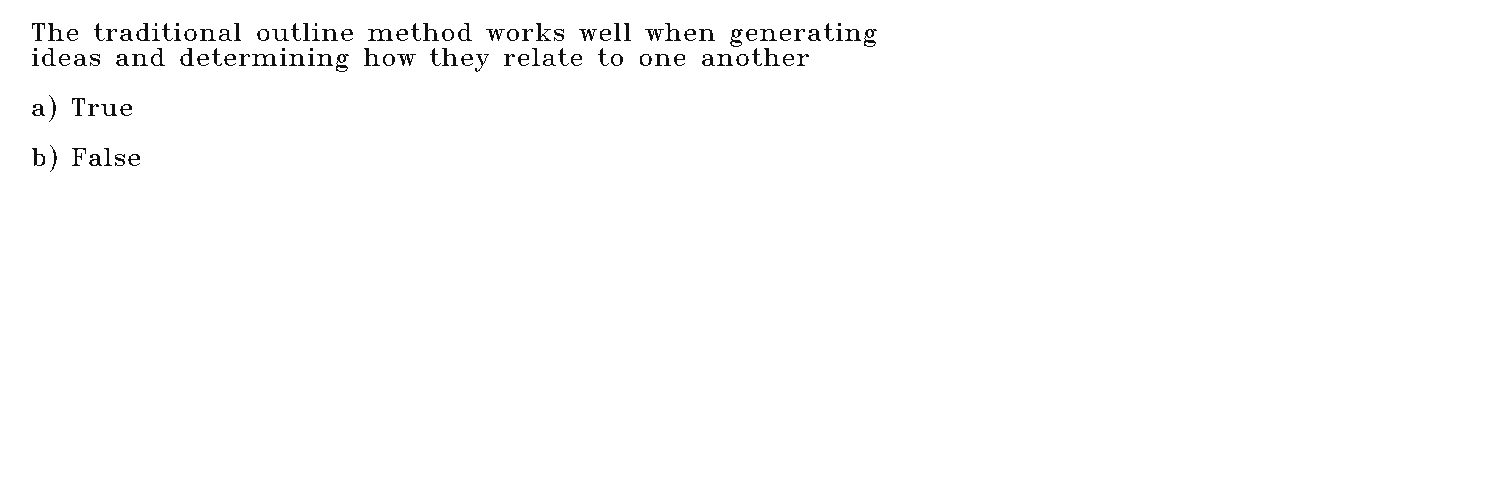 The traditional outline method works well when generating
ideas and determining how they relate to one another
a) True
b) False